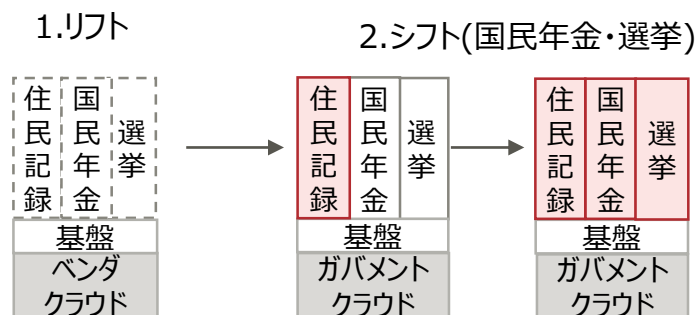 1.リフト
2.シフト(国民年金・選挙)
住民記録
国民年金
選挙
基盤
ベンダ
クラウド
住民記録
国民年金
選挙
基盤
ガバメント
クラウド
住民記録
国民年金
選挙
基盤
ガバメント
クラウド